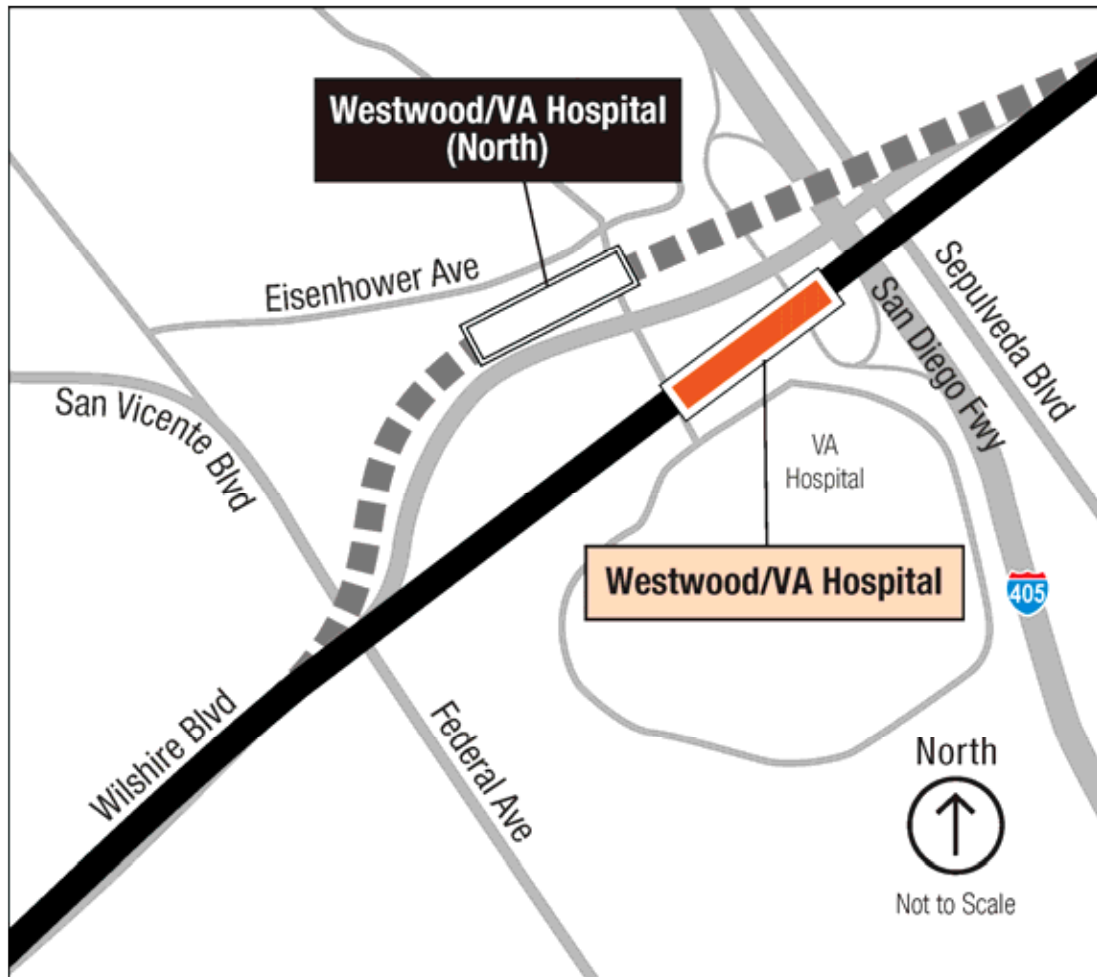 Westwood/VA Hospital
(North)
Eisenhower Ave
San Vicente Blvd
Sepulveda Blvd
San Diego Fwy
VA
Hospital
Westwood/VA Hospital
405
Wilshire Blvd
Federal Ave
North
Not to Scale